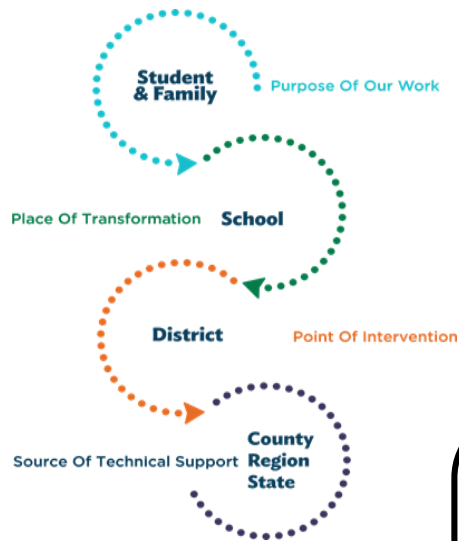 Student
& Family
Purpose Of Our Work
Place Of Transformation
School
District
Point Of Intervention
Source Of Technical Support
County
Region
State